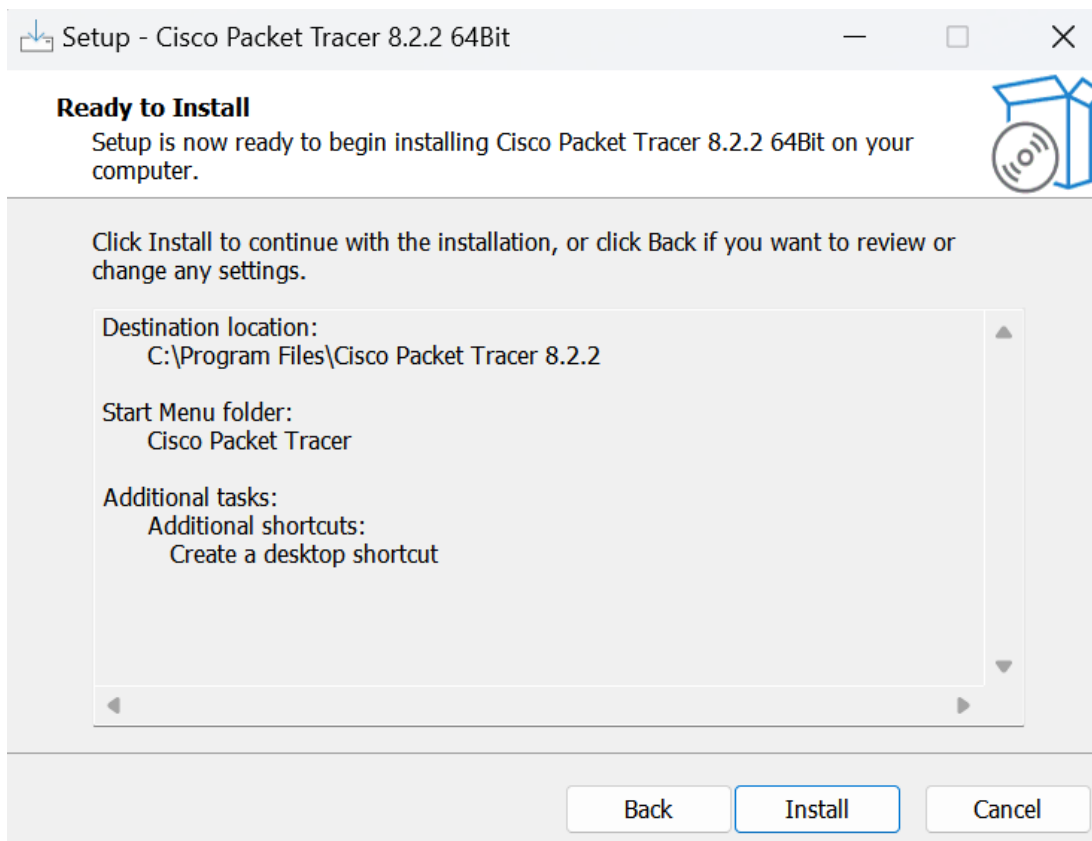 Setup - Cisco Packet Tracer 8.2.2 64Bit
Ready to Install
Setup is now ready to begin installing Cisco Packet Tracer 8.2.2 64Bit on your
computer.
Click Install to continue with the installation, or click Back if you want to review or
change any settings.
Destination location:
C:\Program Files\Cisco Packet Tracer 8.2.2
Start Menu folder:
Cisco Packet Tracer
Additional tasks:
Additional shortcuts:
Create a desktop shortcut
Back Install Cancel